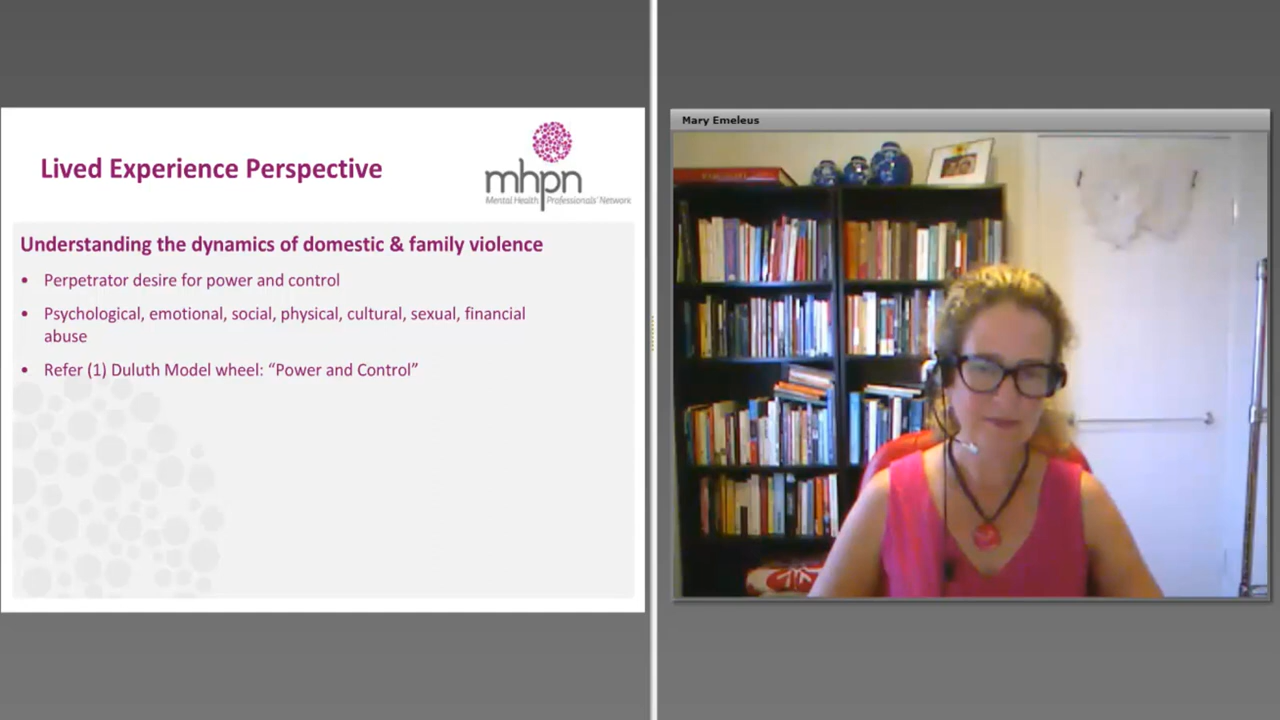 Lived Experience Perspective
mhpn
Mental Health Professionals' Network
Understanding the dynamics of domestic & family violence
• Perpetrator desire for power and control
• Psychological, emotional, social, physical, cultural, sexual, financial
abuse
• Refer (1) Duluth Model wheel: “Power and Control”
Mary Emeleus